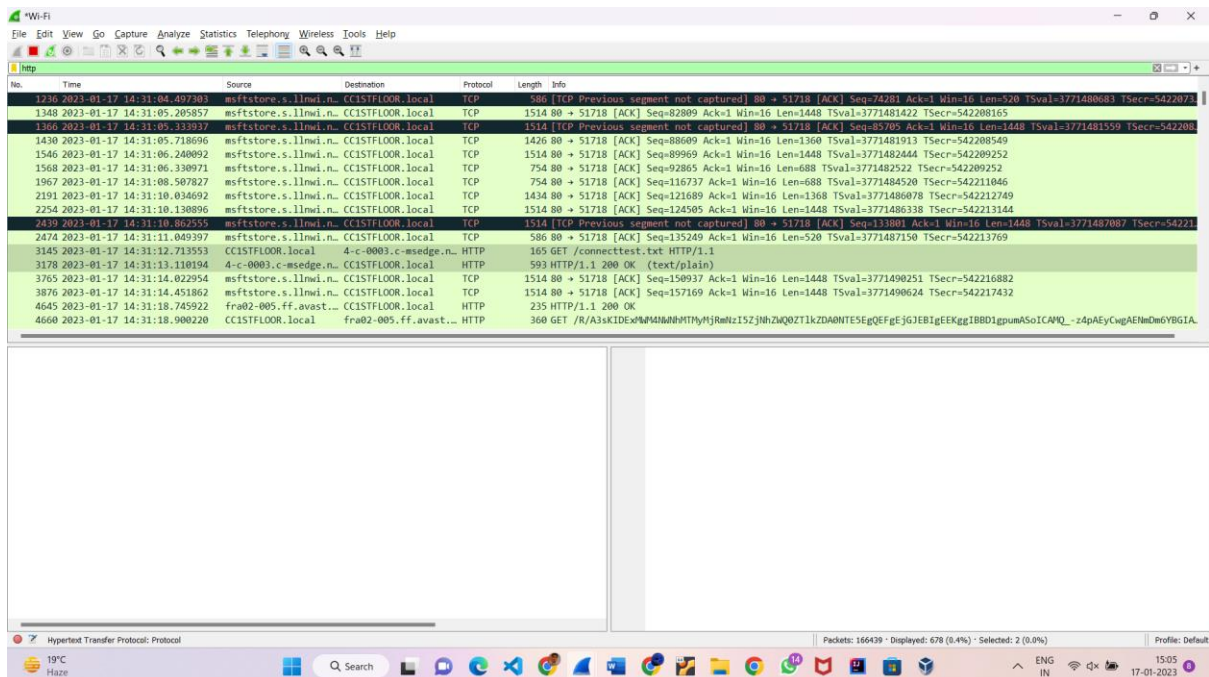 *Wi-Fi
File Edit View Go Capture Analyze Statistics Telephony Wireless Tools Help
http
No. Time Source Destination Protocol Length Info
1236 2023-01-17 14:31:04.497303 msftstore.s.llnwi.n… CC1STFLOOR.local TCP 586 [TCP Previous segment not captured] 80 → 51718 [ACK] Seq=74281 Ack=1 Win=16 Len=520 TSval=3771480683 TSecr=5422073…
1348 2023-01-17 14:31:05.205857 msftstore.s.llnwi.n… CC1STFLOOR.local TCP 1514 80 → 51718 [ACK] Seq=82809 Ack=1 Win=16 Len=1448 TSval=3771481422 TSecr=542208165
1366 2023-01-17 14:31:05.333937 msftstore.s.llnwi.n… CC1STFLOOR.local TCP 1514 [TCP Previous segment not captured] 80 → 51718 [ACK] Seq=85705 Ack=1 Win=16 Len=1448 TSval=3771481559 TSecr=542208…
1430 2023-01-17 14:31:05.718696 msftstore.s.llnwi.n… CC1STFLOOR.local TCP 1426 80 → 51718 [ACK] Seq=88609 Ack=1 Win=16 Len=1360 TSval=3771481913 TSecr=542208549
1546 2023-01-17 14:31:06.240092 msftstore.s.llnwi.n… CC1STFLOOR.local TCP 1514 80 → 51718 [ACK] Seq=89969 Ack=1 Win=16 Len=1448 TSval=3771482444 TSecr=542209252
1568 2023-01-17 14:31:06.330971 msftstore.s.llnwi.n… CC1STFLOOR.local TCP 754 80 → 51718 [ACK] Seq=92865 Ack=1 Win=16 Len=688 TSval=3771482522 TSecr=542209252
1967 2023-01-17 14:31:08.507827 msftstore.s.llnwi.n… CC1STFLOOR.local TCP 754 80 → 51718 [ACK] Seq=116737 Ack=1 Win=16 Len=688 TSval=3771484520 TSecr=542211046
2191 2023-01-17 14:31:10.034692 msftstore.s.llnwi.n… CC1STFLOOR.local TCP 1434 80 → 51718 [ACK] Seq=121689 Ack=1 Win=16 Len=1368 TSval=3771486078 TSecr=542212749
2254 2023-01-17 14:31:10.130896 msftstore.s.llnwi.n… CC1STFLOOR.local TCP 1514 80 → 51718 [ACK] Seq=124505 Ack=1 Win=16 Len=1448 TSval=3771486338 TSecr=542213144
2439 2023-01-17 14:31:10.862555 msftstore.s.llnwi.n… CC1STFLOOR.local TCP 1514 [TCP Previous segment not captured] 80 → 51718 [ACK] Seq=133801 Ack=1 Win=16 Len=1448 TSval=3771487087 TSecr=54221…
2474 2023-01-17 14:31:11.049397 msftstore.s.llnwi.n… CC1STFLOOR.local TCP 586 80 → 51718 [ACK] Seq=135249 Ack=1 Win=16 Len=520 TSval=3771487150 TSecr=542213769
3145 2023-01-17 14:31:12.713553 CC1STFLOOR.local 4-c-0003.c-msedge.n… HTTP 165 GET /connecttest.txt HTTP/1.1
3178 2023-01-17 14:31:13.110194 4-c-0003.c-msedge.n… CC1STFLOOR.local HTTP 593 HTTP/1.1 200 OK (text/plain)
3765 2023-01-17 14:31:14.022954 msftstore.s.llnwi.n… CC1STFLOOR.local TCP 1514 80 → 51718 [ACK] Seq=150937 Ack=1 Win=16 Len=1448 TSval=3771490251 TSecr=542216882
3876 2023-01-17 14:31:14.451862 msftstore.s.llnwi.n… CC1STFLOOR.local TCP 1514 80 → 51718 [ACK] Seq=157169 Ack=1 Win=16 Len=1448 TSval=3771490624 TSecr=542217432
4645 2023-01-17 14:31:18.745922 fra02-005.ff.avast.… CC1STFLOOR.local HTTP 235 HTTP/1.1 200 OK
4660 2023-01-17 14:31:18.900220 CC1STFLOOR.local fra02-005.ff.avast.… HTTP 360 GET
Hypertext Transfer Protocol: Protocol
Packets: 166439 · Displayed: 678 (0.4%) · Selected: 2 (0.0%)
Profile: Default
19°C
Haze
Search
14
ENG
IN
15:05
17-01-2023
8